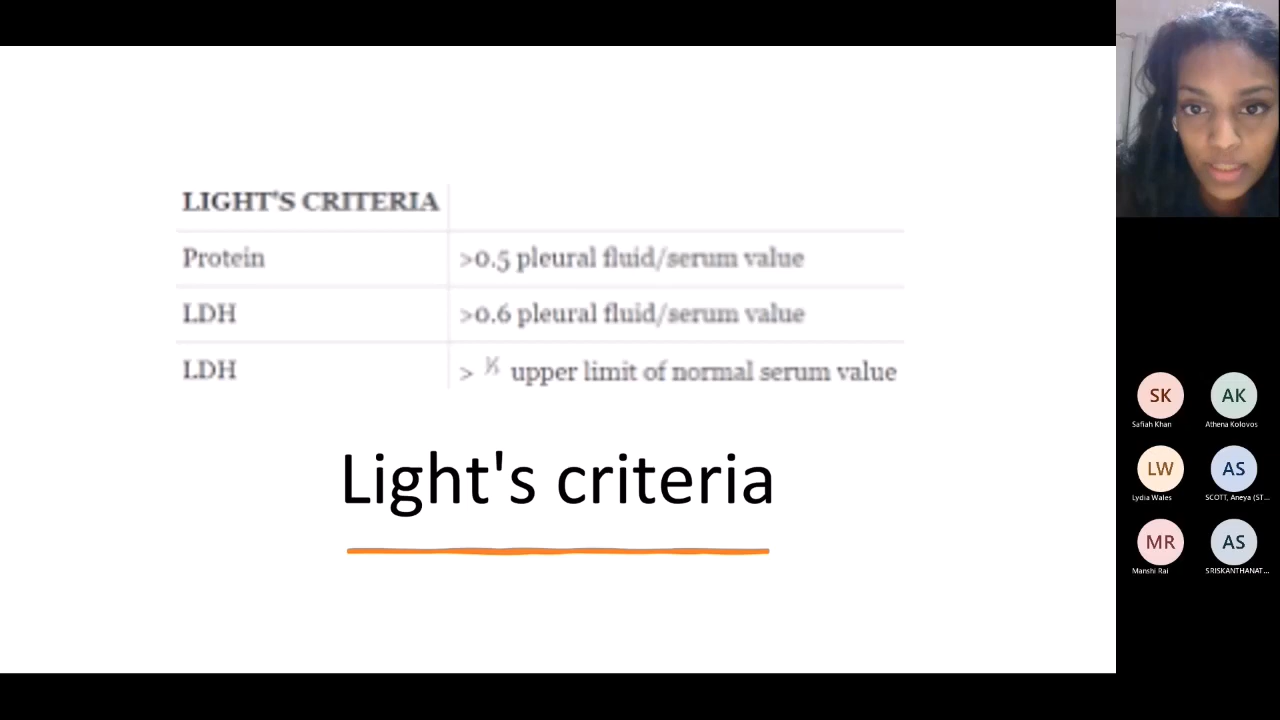 LIGHT'S CRITERIA
Protein >0.5 pleural fluid/serum value
LDH >0.6 pleural fluid/serum value
LDH > upper limit of normal serum value
Light's criteria
SK AK
Safiah Khan Athena Kolovos
LW AS
Lydia Wales SCOTT, Aneya (ST...
MR AS
Manshi Rai SRISKANTHANAT...